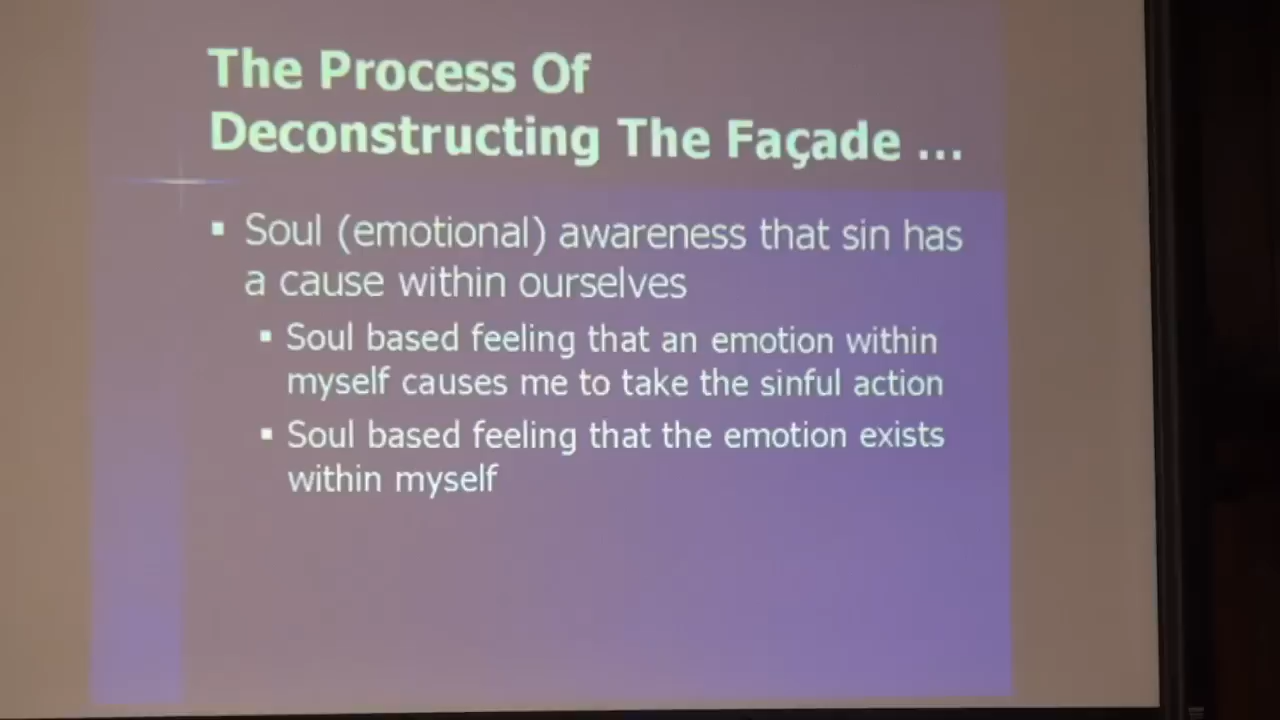 The Process Of
Deconstructing The Façade ...
▪ Soul (emotional) awareness that sin has
a cause within ourselves
▪ Soul based feeling that an emotion within
myself causes me to take the sinful action
▪ Soul based feeling that the emotion exists
within myself